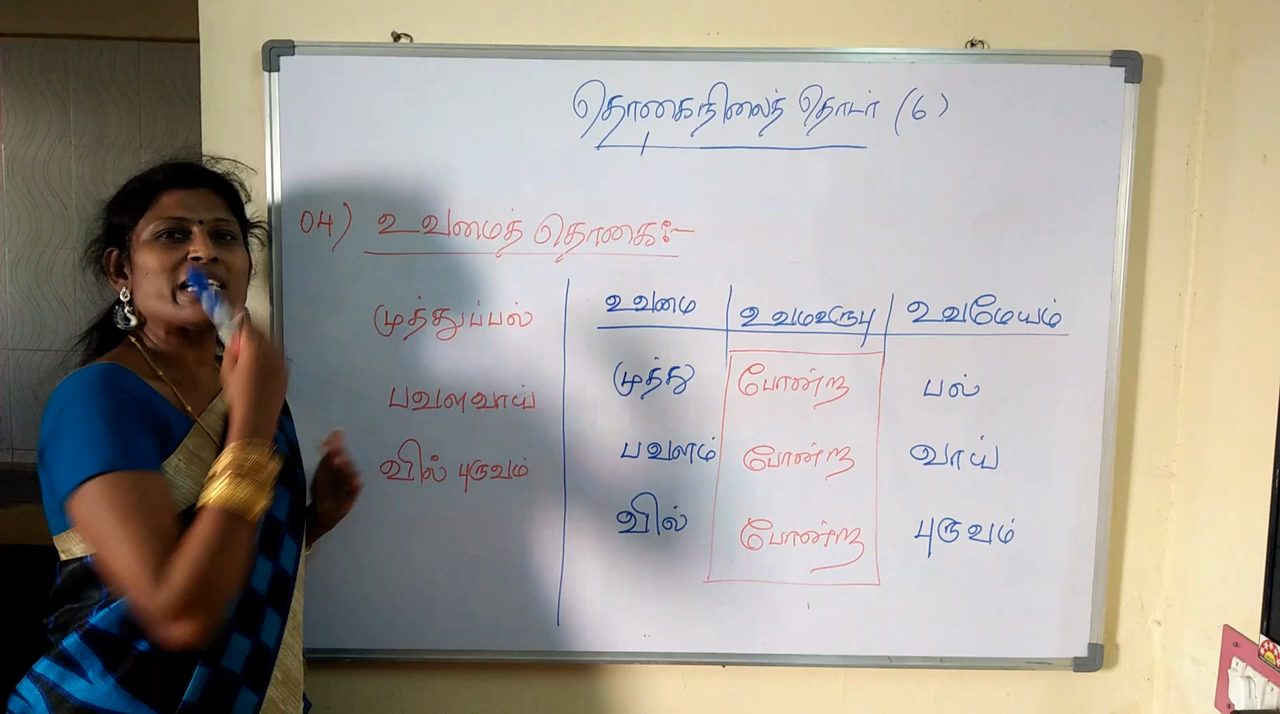 தொகைநிலைத் தொடர் (6)
04) உவமைத் தொகை:-
முத்துப்பல்
பவளவாய்
வில் புருவம்
உவமை உவமஉருபு உவமேயம்
முத்து போன்ற பல்
பவளம் போன்ற வாய்
வில் போன்ற புருவம்